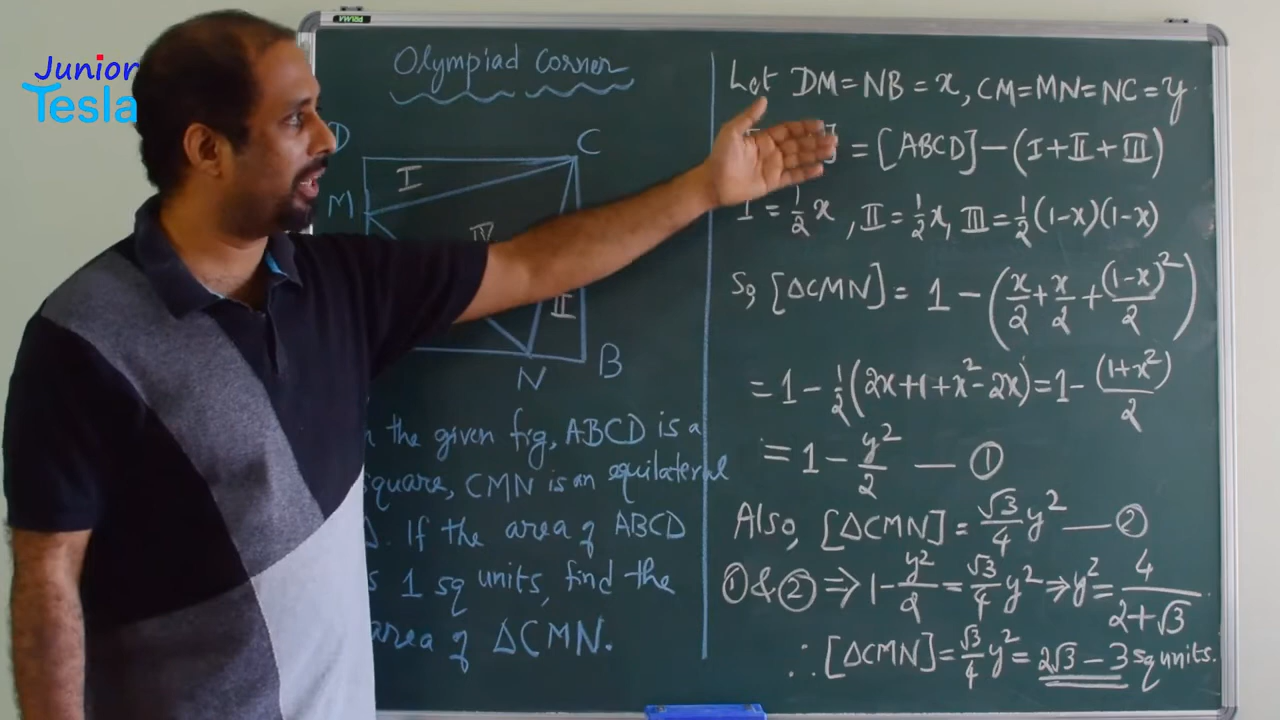 Junior
Tesla
Olympiad Corner
D
C
I
M
IV
II
N
B
the given fig, ABCD is a
square, CMN is an equilateral
Δ. If the area of ABCD
1 sq units, find the
area of ΔCMN.
Let DM=NB=x, CM=MN=NC=y.
] = [ABCD]-(I+II+III)
I=½x, II=½x, III=½(1-x)(1-x)
So, [ΔCMN] = 1-(x/2+x/2+(1-x)²/2)
=1-½(2x+1+x²-2x)=1-(1+x²)/2
=1-y²/2 — ①
Also, [ΔCMN]=√3/4 y² — ②
①&② ⇒ 1-y²/2=√3/4 y² ⇒ y²=4/(2+√3)
∴ [ΔCMN]=√3/4 y²=2√3-3 sq units.